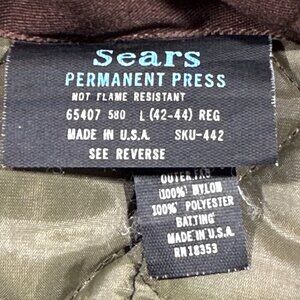 Sears
PERMANENT PRESS
NOT FLAME RESISTANT
65407 580 L (42-44) REG
MADE IN U.S.A. SKU-442
SEE REVERSE
OUTER FAB
(100%) NYLON
100% POLYESTER
BATTING
MADE IN U.S.A.
RN18353